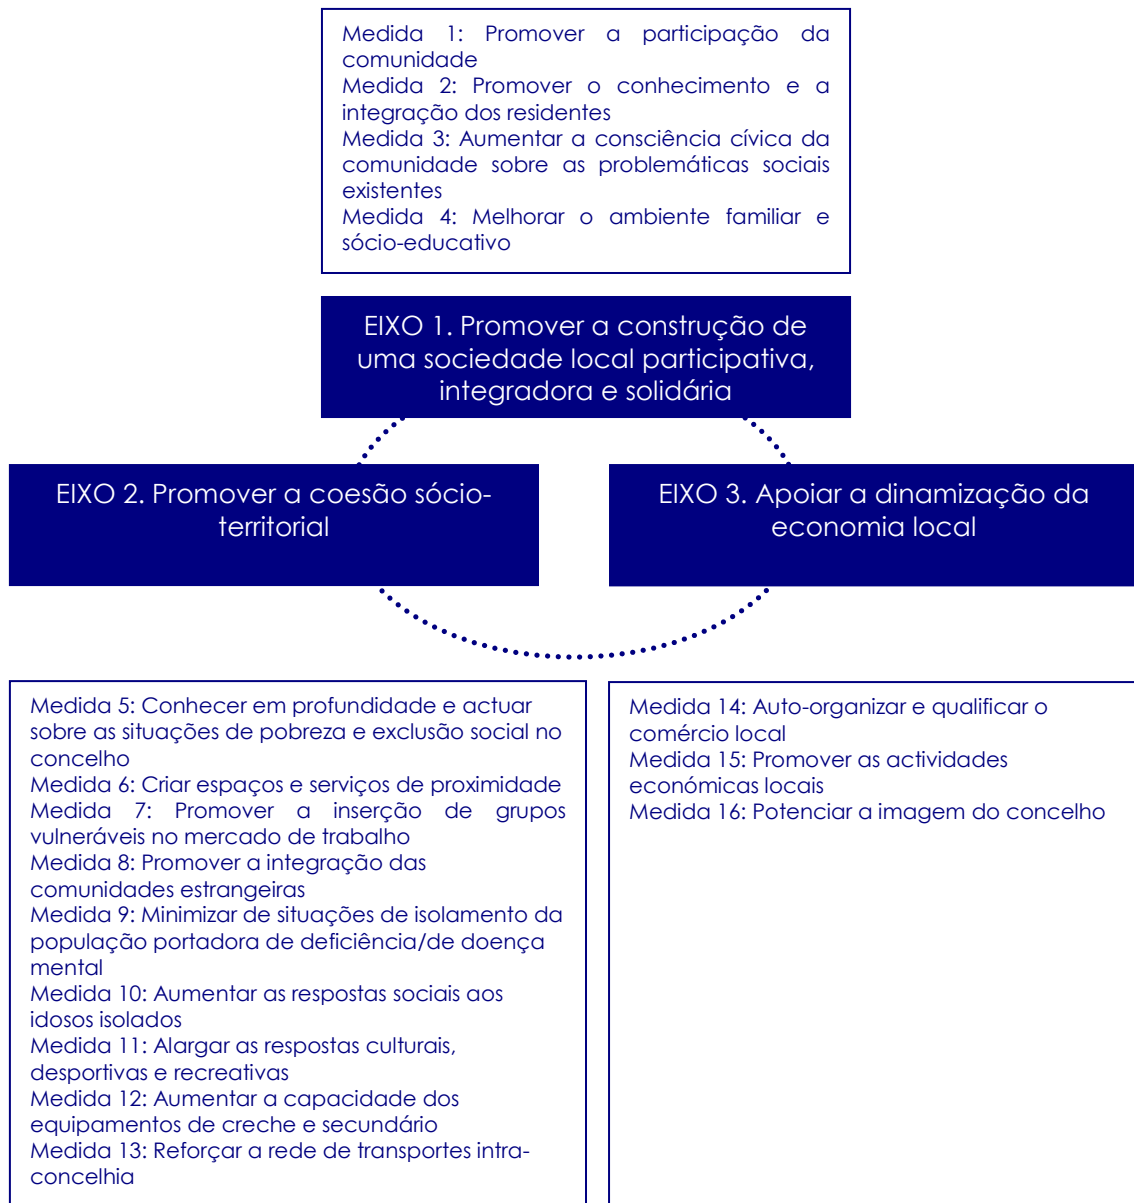 Medida 1: Promover a participação da
comunidade
Medida 2: Promover o conhecimento e a
integração dos residentes
Medida 3: Aumentar a consciência cívica da
comunidade sobre as problemáticas sociais
existentes
Medida 4: Melhorar o ambiente familiar e
sócio-educativo
EIXO 1. Promover a construção de
uma sociedade local participativa,
integradora e solidária
EIXO 2. Promover a coesão sócio-
territorial
EIXO 3. Apoiar a dinamização da
economia local
Medida 5: Conhecer em profundidade e actuar
sobre as situações de pobreza e exclusão social no
concelho
Medida 6: Criar espaços e serviços de proximidade
Medida 7: Promover a inserção de grupos
vulneráveis no mercado de trabalho
Medida 8: Promover a integração das
comunidades estrangeiras
Medida 9: Minimizar de situações de isolamento da
população portadora de deficiência/de doença
mental
Medida 10: Aumentar as respostas sociais aos
idosos isolados
Medida 11: Alargar as respostas culturais,
desportivas e recreativas
Medida 12: Aumentar a capacidade dos
equipamentos de creche e secundário
Medida 13: Reforçar a rede de transportes intra-
concelhia
Medida 14: Auto-organizar e qualificar o
comércio local
Medida 15: Promover as actividades
económicas locais
Medida 16: Potenciar a imagem do concelho